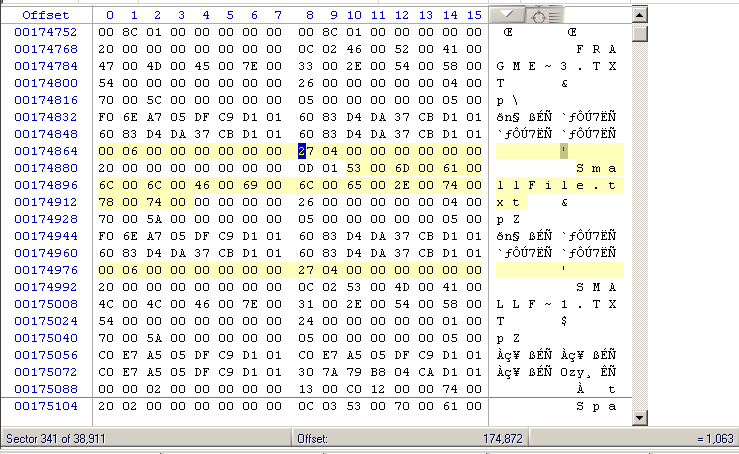 Offset 0 1 2 3 4 5 6 7 8 9 10 11 12 13 14 15
00174752 00 8C 01 00 00 00 00 00 00 8C 01 00 00 00 00 00 Œ Œ
00174768 20 00 00 00 00 00 00 00 0C 02 46 00 52 00 41 00 F R A
00174784 47 00 4D 00 45 00 7E 00 33 00 2E 00 54 00 58 00 G M E ~ 3 . T X
00174800 54 00 00 00 00 00 00 00 26 00 00 00 00 00 04 00 T &
00174816 70 00 5C 00 00 00 00 00 05 00 00 00 00 00 05 00 p \
00174832 F0 6E A7 05 DF C9 D1 01 60 83 D4 DA 37 CB D1 01 ðn§ ßÉÑ `ƒÔÚ7ËÑ
00174848 60 83 D4 DA 37 CB D1 01 60 83 D4 DA 37 CB D1 01 `ƒÔÚ7ËÑ `ƒÔÚ7ËÑ
00174864 00 06 00 00 00 00 00 00 27 04 00 00 00 00 00 00 '
00174880 20 00 00 00 00 00 00 00 0D 01 53 00 6D 00 61 00 S m a
00174896 6C 00 6C 00 46 00 69 00 6C 00 65 00 2E 00 74 00 l l F i l e . t
00174912 78 00 74 00 00 00 00 00 26 00 00 00 00 00 04 00 x t &
00174928 70 00 5A 00 00 00 00 00 05 00 00 00 00 00 05 00 p Z
00174944 F0 6E A7 05 DF C9 D1 01 60 83 D4 DA 37 CB D1 01 ðn§ ßÉÑ `ƒÔÚ7ËÑ
00174960 60 83 D4 DA 37 CB D1 01 60 83 D4 DA 37 CB D1 01 `ƒÔÚ7ËÑ `ƒÔÚ7ËÑ
00174976 00 06 00 00 00 00 00 00 27 04 00 00 00 00 00 00 '
00174992 20 00 00 00 00 00 00 00 0C 02 53 00 4D 00 41 00 S M A
00175008 4C 00 4C 00 46 00 7E 00 31 00 2E 00 54 00 58 00 L L F ~ 1 . T X
00175024 54 00 00 00 00 00 00 00 24 00 00 00 00 00 01 00 T $
00175040 70 00 5A 00 00 00 00 00 05 00 00 00 00 00 05 00 p Z
00175056 C0 E7 A5 05 DF C9 D1 01 C0 E7 A5 05 DF C9 D1 01 Àç¥ ßÉÑ Àç¥ ßÉÑ
00175072 C0 E7 A5 05 DF C9 D1 01 30 7A 79 B8 04 CA D1 01 Àç¥ ßÉÑ 0zy¸ ÊÑ
00175088 00 00 02 00 00 00 00 00 13 00 C0 12 00 00 74 00 À t
00175104 20 02 00 00 00 00 00 00 0C 03 53 00 70 00 61 00 S p a
Sector 341 of 38,911 Offset: 174,872 = 1,063